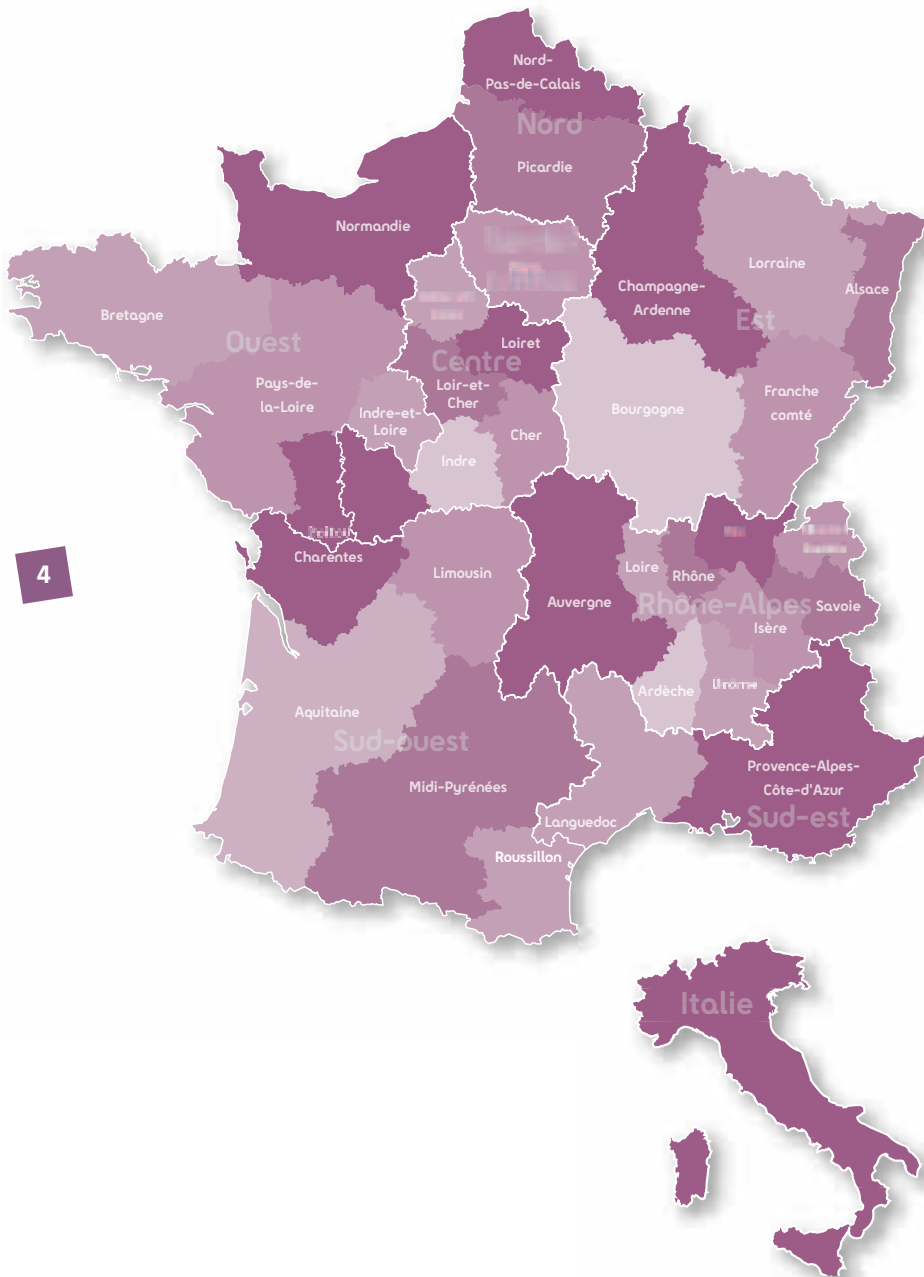 Nord-
Pas-de-Calais
Nord
Picardie
Normandie
Lorraine
Champagne-
Ardenne
Alsace
Est
Bretagne
Ouest
Loiret
Centre
Pays-de-
la-Loire
Loir-et-
Cher
Indre-et-
Loire
Cher
Indre
Bourgogne
Franche
comté
Charentes
Limousin
Auvergne
Loire
Rhône
Rhône-Alpes
Savoie
Isère
Ardèche
4
Aquitaine
Sud-ouest
Midi-Pyrénées
Provence-Alpes-
Côte-d'Azur
Sud-est
Languedoc
Roussillon
Italie